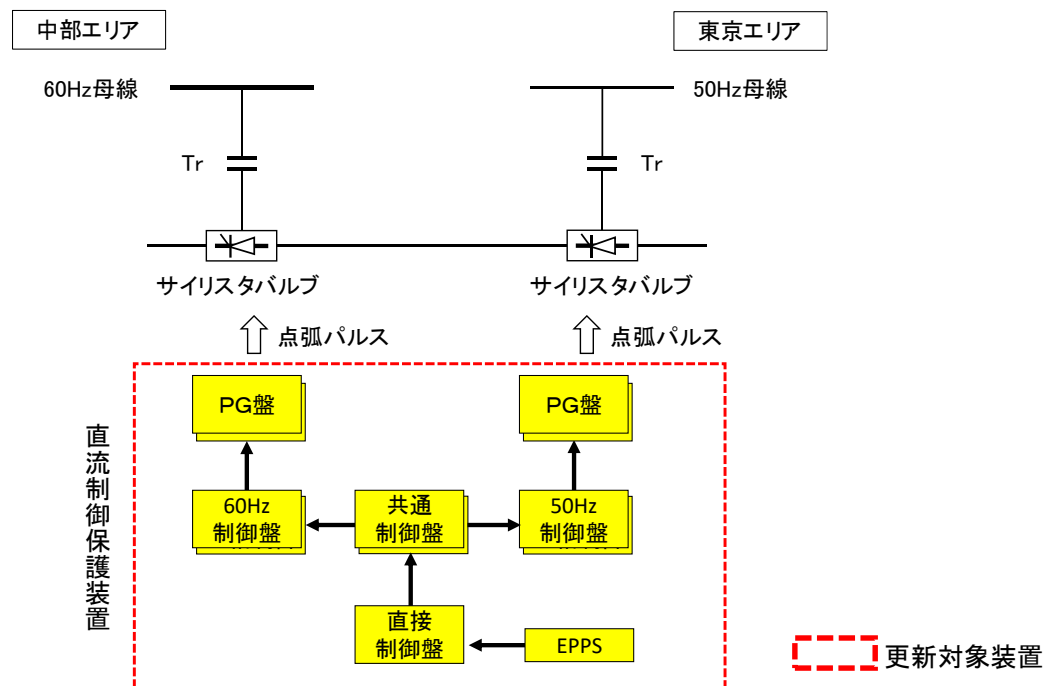 中部エリア
東京エリア
60Hz母線
50Hz母線
Tr
Tr
サイリスタバルブ
サイリスタバルブ
点弧パルス
点弧パルス
PG盤
PG盤
直流制御保護装置
60Hz
制御盤
共通
制御盤
50Hz
制御盤
直接
制御盤
EPPS
更新対象装置